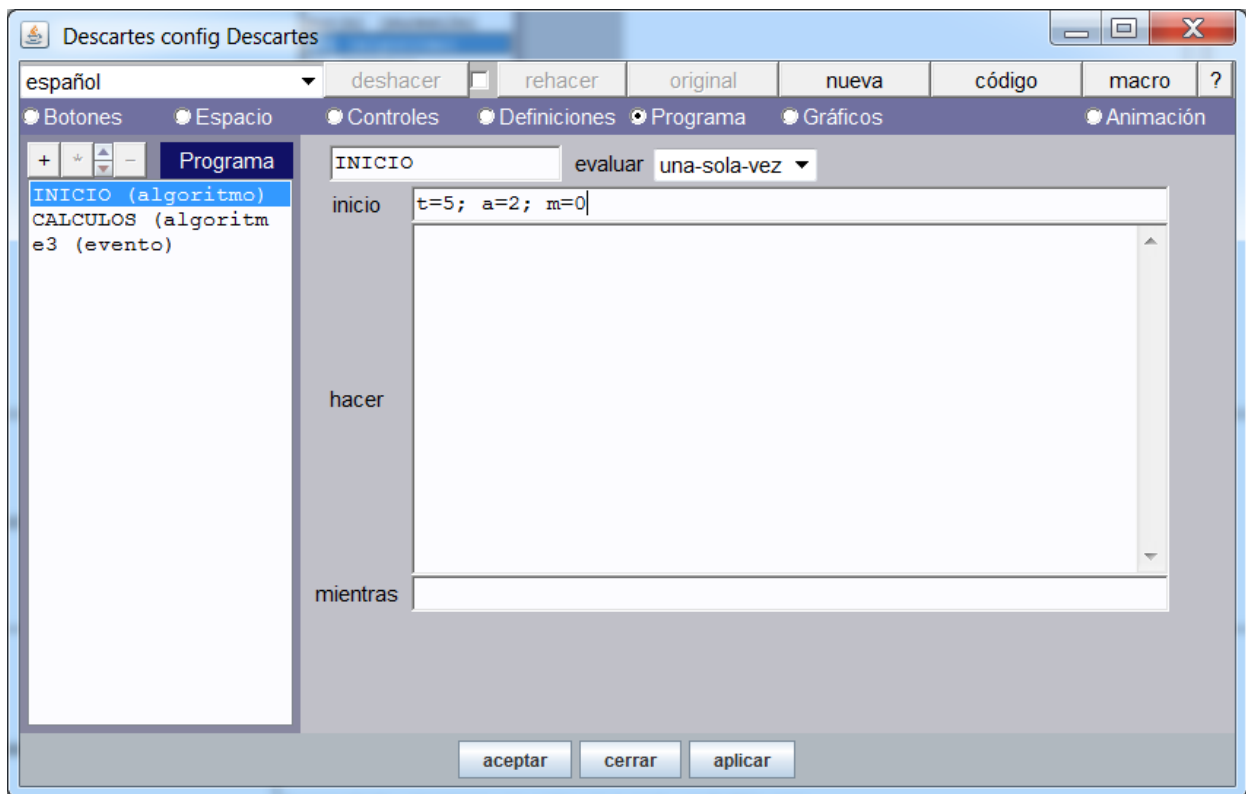 Descartes config Descartes
español deshacer rehacer original nueva código macro ?
Botones Espacio Controles Definiciones Programa Gráficos Animación
+ * - Programa
INICIO evaluar una-sola-vez
INICIO (algoritmo)
CALCULOS (algoritm
e3 (evento)
inicio t=5; a=2; m=0
hacer
mientras
aceptar cerrar aplicar